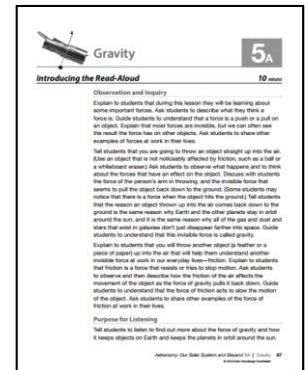 Gravity
5A
Introducing the Read-Aloud
10 minutes
Observation and Inquiry
Explain to students that during this lesson they will be learning about
some important forces. Ask students to describe what they think a
force is. Guide students to understand that a force is a push or a pull on
an object. Explain that most forces are invisible, but we can often see
the result the force has on other objects. Ask students to share other
examples of forces at work in their lives.
Tell students that you are going to throw an object straight up into the air.
(Use an object that is not noticeably affected by friction, such as a ball or
a whiteboard eraser.) Ask students to observe what happens and to think
about the forces that have an effect on the object. Discuss with students
the force of the person's arm in throwing, and the invisible force that
seems to pull the object back down to the ground. (Some students may
notice that there is a force when the object hits the ground.) Tell students
that the reason an object thrown up into the air comes back down to the
ground is the same reason why Earth and the other planets stay in orbit
around the sun, and it is the same reason why all of the gas and dust and
stars that exist in galaxies don't just disappear farther into space. Guide
students to understand that this invisible force is called gravity.
Explain to students that you will throw another object (a feather or a
piece of paper) up into the air that will help them understand another
invisible force at work in our everyday lives—friction. Explain to students
that friction is a force that resists or tries to stop motion. Ask students
to observe and then describe how the friction of the air affects the
movement of the object as the force of gravity pulls it back down. Guide
students to understand that the force of friction acts to slow the motion
of the object. Ask students to share other examples of the force of
friction at work in their lives.
Purpose for Listening
Tell students to listen to find out more about the force of gravity and how
it keeps objects on Earth and keeps the planets in orbit around the sun.
Astronomy: Our Solar System and Beyond 5A | Gravity 87